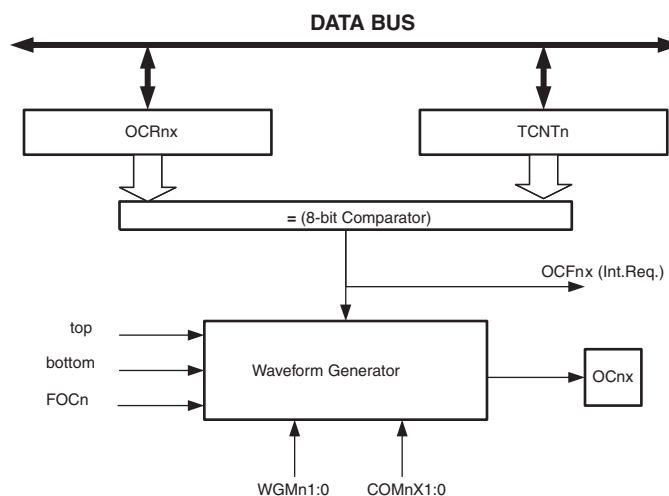 DATA BUS
OCRnx
TCNTn
= (8-bit Comparator)
OCFnx (Int.Req.)
top
bottom
FOCn
Waveform Generator
OCnx
WGMn1:0
COMnX1:0